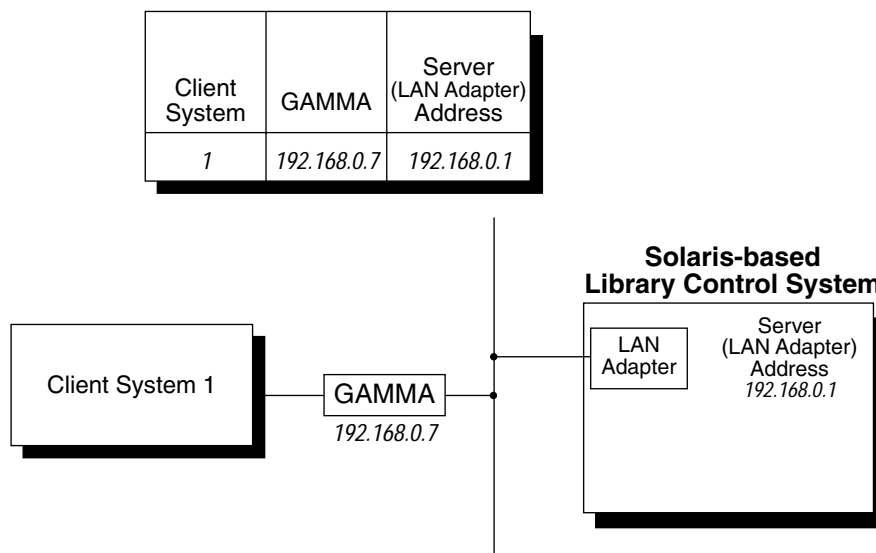 Client
System
GAMMA
Server
(LAN Adapter)
Address
1
192.168.0.7
192.168.0.1
Solaris-based
Library Control System
Client System 1
GAMMA
192.168.0.7
LAN
Adapter
Server
(LAN Adapter)
Address
192.168.0.1